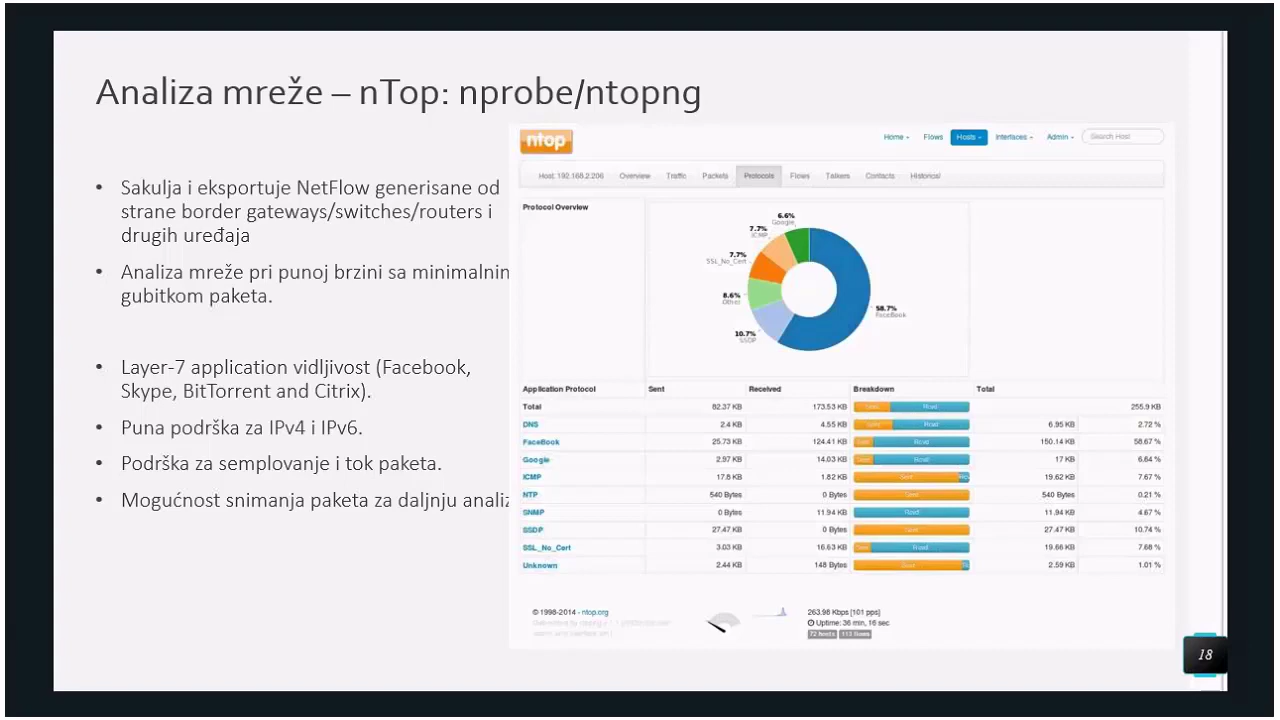 Analiza mreže – nTop: nprobe/ntopng
• Sakulja i eksportuje NetFlow generisane od
strane border gateways/switches/routers i
drugih uređaja
• Analiza mreže pri punoj brzini sa minimalnin
gubitkom paketa.
• Layer-7 application vidljivost (Facebook,
Skype, BitTorrent and Citrix).
• Puna podrška za IPv4 i IPv6.
• Podrška za semplovanje i tok paketa.
• Mogućnost snimanja paketa za daljnju analiz
ntop
Home Flows Hosts Interfaces Admin Search Host
Host: 192.168.2.206 Overview Traffic Packets Protocols Flows Talkers Contacts Historical
Protocol Overview
6.6%
Google
7.7%
ICMP
7.7%
SSL_No_Cert
8.6%
Other
10.7%
SSDP
58.7%
FaceBook
Application Protocol Sent Received Breakdown Total
Total 82.37 KB 173.53 KB Sent Rcvd 255.9 KB
DNS 2.4 KB 4.55 KB Sent Rcvd 6.95 KB 2.72 %
FaceBook 25.73 KB 124.41 KB Sent Rcvd 150.14 KB 58.67 %
Google 2.97 KB 14.03 KB Sent Rcvd 17 KB 6.64 %
ICMP 17.8 KB 1.82 KB Sent 19.62 KB 7.67 %
NTP 540 Bytes 0 Bytes Sent 540 Bytes 0.21 %
SNMP 0 Bytes 11.94 KB Rcvd 11.94 KB 4.67 %
SSDP 27.47 KB 0 Bytes Sent 27.47 KB 10.74 %
SSL_No_Cert 3.03 KB 16.63 KB Sent Rcvd 19.66 KB 7.68 %
Unknown 2.44 KB 148 Bytes Sent 2.59 KB 1.01 %
© 1998-2014 - ntop.org
263.98 Kbps [101 pps]
Uptime: 36 min, 16 sec
72 hosts 113 flows
18